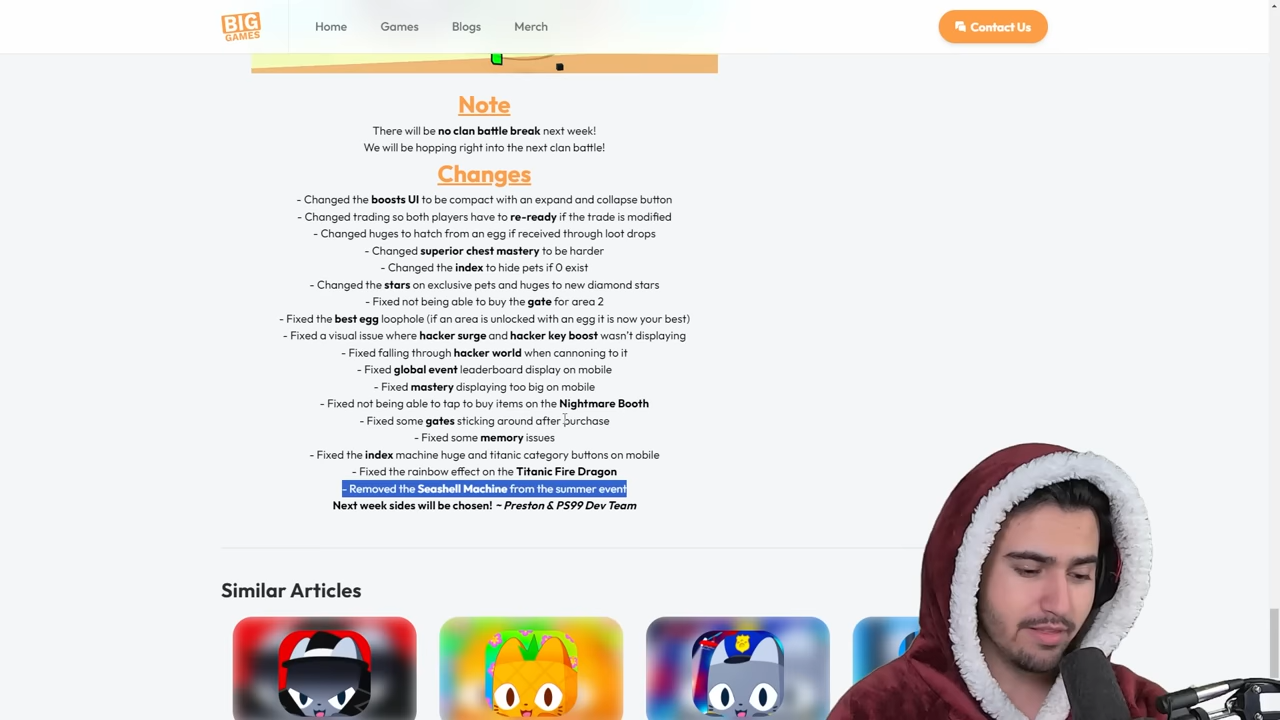 BIG
GAMES
Home
Games
Blogs
Merch
Contact Us
Note
There will be no clan battle break next week!
We will be hopping right into the next clan battle!
Changes
- Changed the boosts UI to be compact with an expand and collapse button
- Changed trading so both players have to re-ready if the trade is modified
- Changed huges to hatch from an egg if received through loot drops
- Changed superior chest mastery to be harder
- Changed the index to hide pets if 0 exist
- Changed the stars on exclusive pets and huges to new diamond stars
- Fixed not being able to buy the gate for area 2
- Fixed the best egg loophole (if an area is unlocked with an egg it is now your best)
- Fixed a visual issue where hacker surge and hacker key boost wasn't displaying
- Fixed falling through hacker world when cannoning to it
- Fixed global event leaderboard display on mobile
- Fixed mastery displaying too big on mobile
- Fixed not being able to tap to buy items on the Nightmare Booth
- Fixed some gates sticking around after purchase
- Fixed some memory issues
- Fixed the index machine huge and titanic category buttons on mobile
- Fixed the rainbow effect on the Titanic Fire Dragon
- Removed the Seashell Machine from the summer event
Next week sides will be chosen! ~ Preston & PS99 Dev Team
Similar Articles